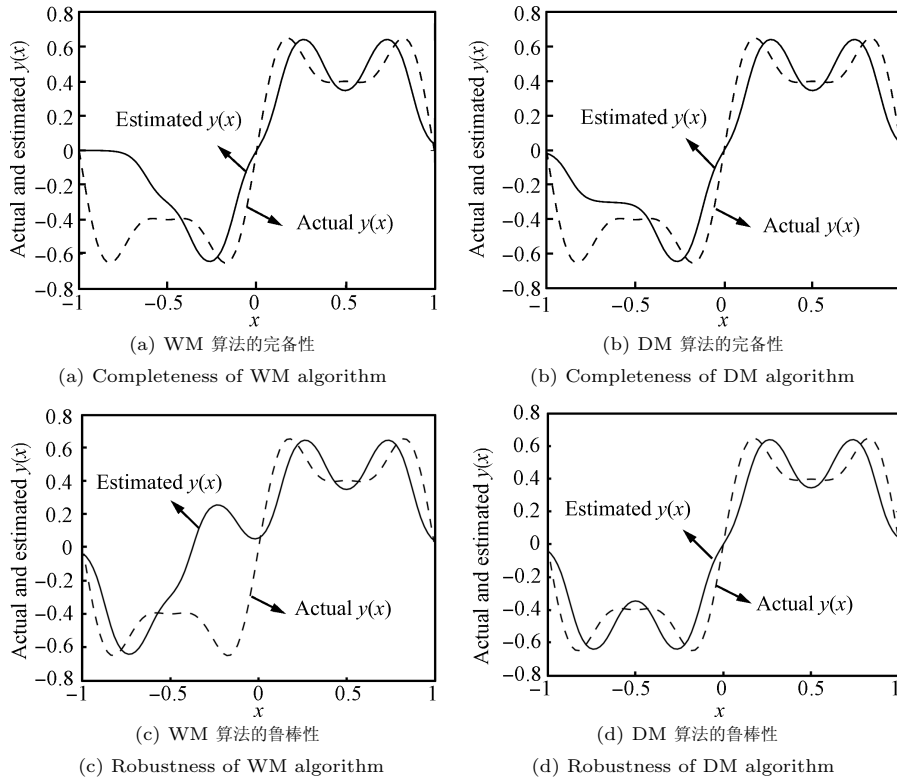 Actual and estimated y(x)
0.8
0.6
0.4
0.2
0
−0.2
−0.4
−0.6
−0.8
Estimated y(x)
Actual y(x)
−1
−0.5
0
0.5
1
x
(a) WM 算法的完备性
(a) Completeness of WM algorithm
Actual and estimated y(x)
0.8
0.6
0.4
0.2
0
−0.2
−0.4
−0.6
−0.8
Estimated y(x)
Actual y(x)
−1
−0.5
0
0.5
1
x
(b) DM 算法的完备性
(b) Completeness of DM algorithm
Actual and estimated y(x)
0.8
0.6
0.4
0.2
0
−0.2
−0.4
−0.6
−0.8
Estimated y(x)
Actual y(x)
−1
−0.5
0
0.5
1
x
(c) WM 算法的鲁棒性
(c) Robustness of WM algorithm
Actual and estimated y(x)
0.8
0.6
0.4
0.2
0
−0.2
−0.4
−0.6
−0.8
Estimated y(x)
Actual y(x)
−1
−0.5
0
0.5
1
x
(d) DM 算法的鲁棒性
(d) Robustness of DM algorithm